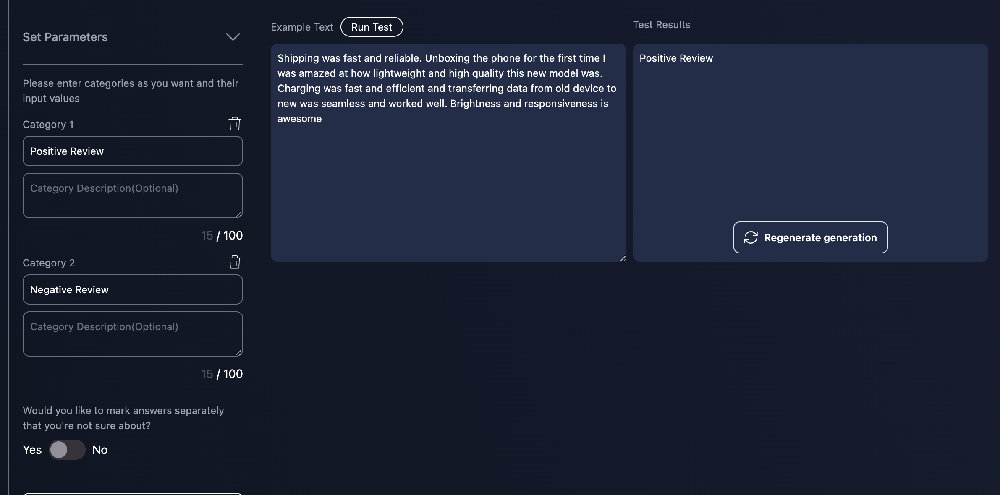 Set Parameters
Please enter categories as you want and their
input values
Category 1
Positive Review
Category Description(Optional)
15 / 100
Category 2
Negative Review
Category Description(Optional)
15 / 100
Would you like to mark answers separately
that you're not sure about?
Yes No
Example Text Run Test
Shipping was fast and reliable. Unboxing the phone for the first time I
was amazed at how lightweight and high quality this new model was.
Charging was fast and efficient and transferring data from old device to
new was seamless and worked well. Brightness and responsiveness is
awesome
Test Results
Positive Review
Regenerate generation